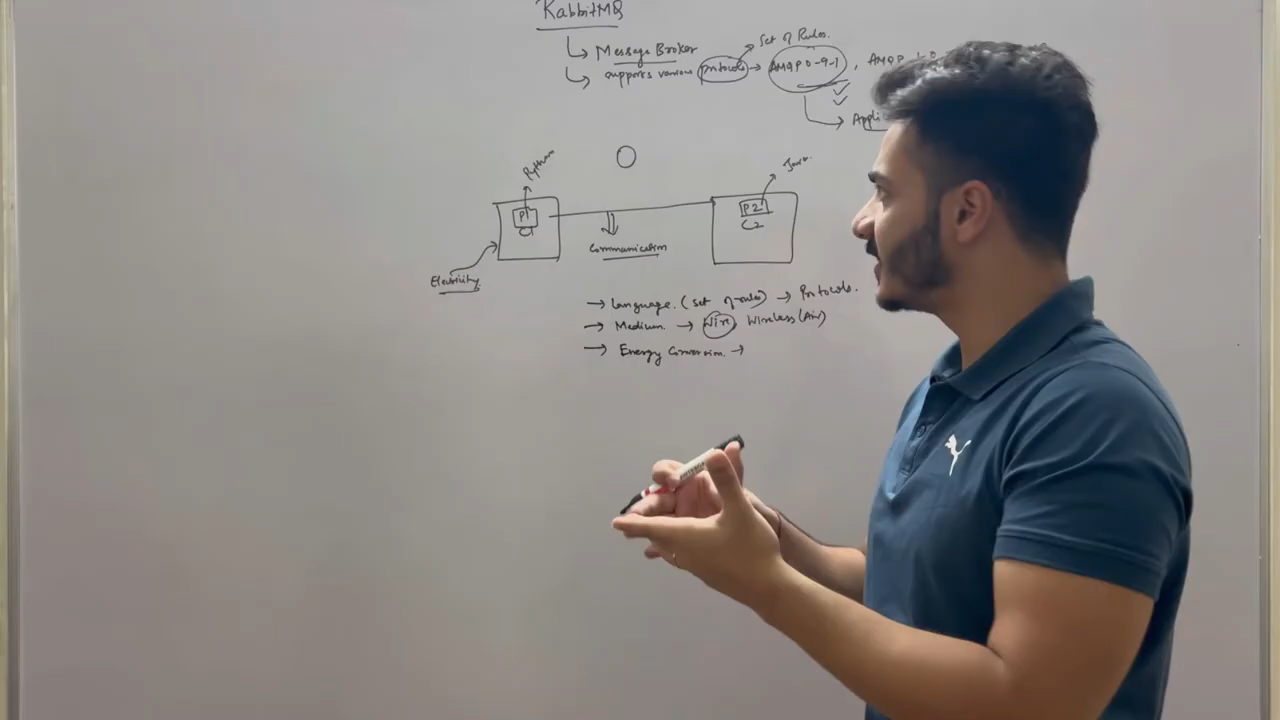 RabbitMQ
Set of Rules.
Message Broker
supports various Protocols → AMQP 0-9-1, AMQP 1.0
Appli
Python
Java.
P1
C1
P2
C2
Communication
Electricity
→ Language. (set of rules) → Protocols.
→ Medium. → Wire, Wireless (Air)
→ Energy Conversion. →